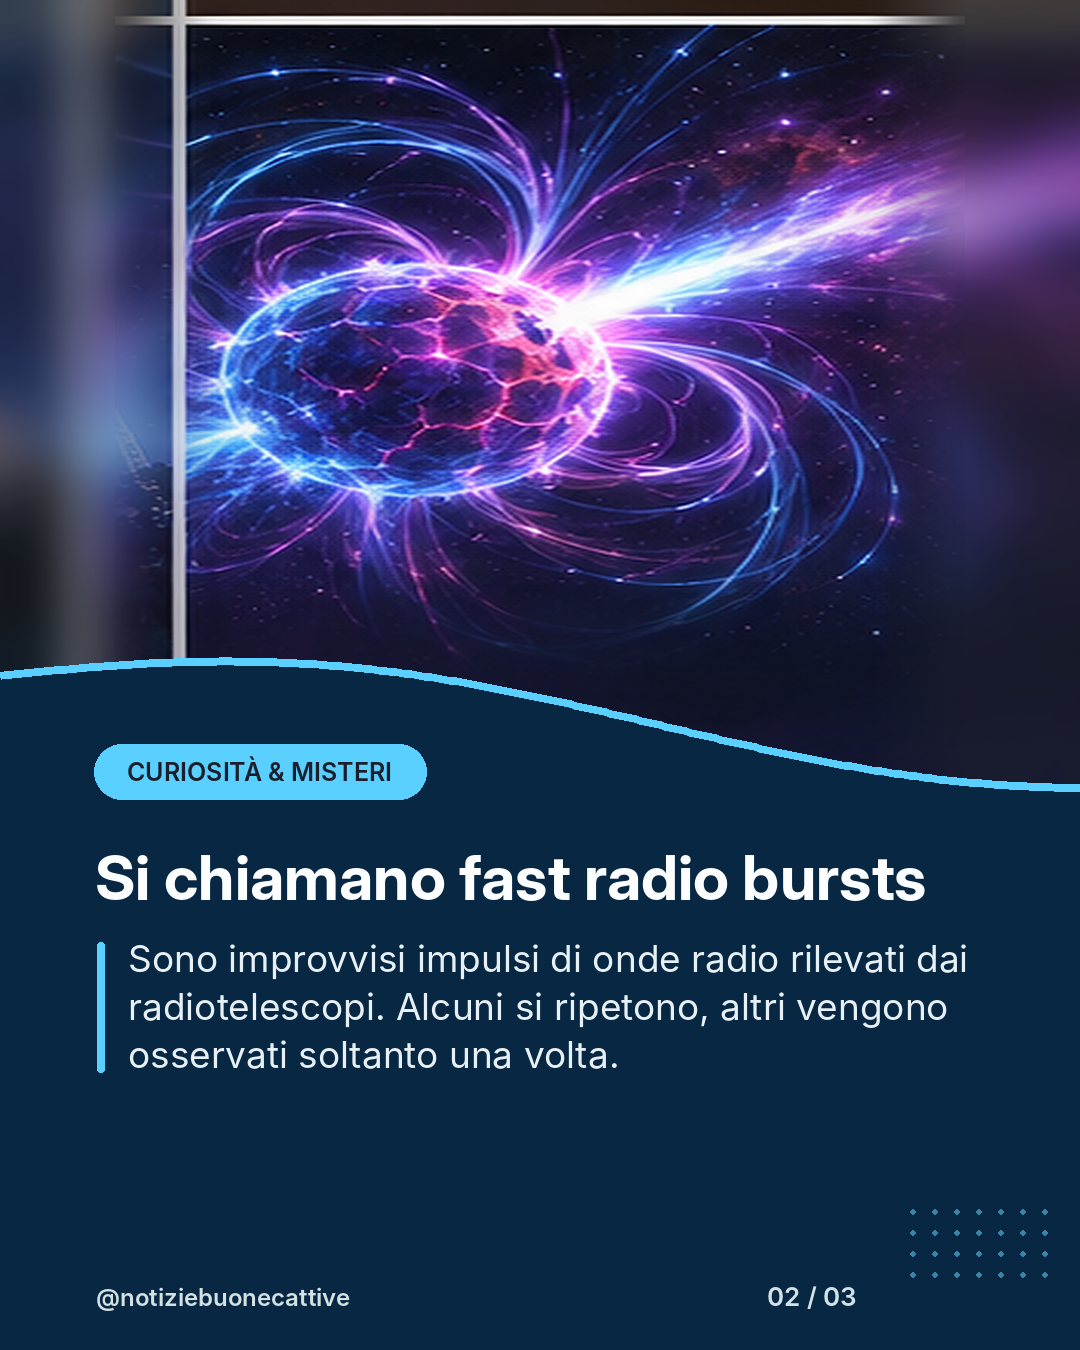 CURIOSITÀ & MISTERI
Si chiamano fast radio bursts
Sono improvvisi impulsi di onde radio rilevati dai
radiotelescopi. Alcuni si ripetono, altri vengono
osservati soltanto una volta.
@notiziebuonecattive
02 / 03